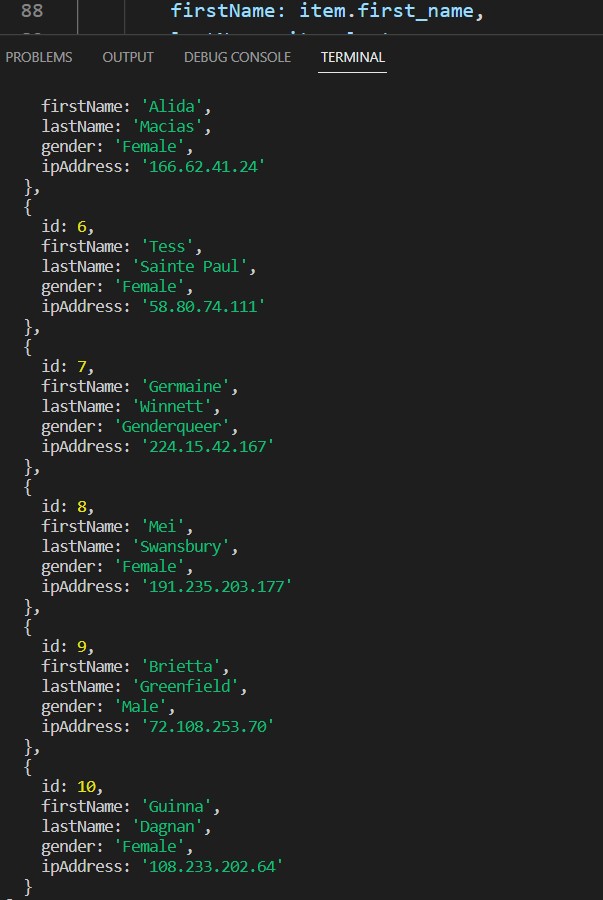 88 firstName: item.first_name,
PROBLEMS OUTPUT DEBUG CONSOLE TERMINAL
firstName: 'Alida',
lastName: 'Macias',
gender: 'Female',
ipAddress: '166.62.41.24'
},
{
id: 6,
firstName: 'Tess',
lastName: 'Sainte Paul',
gender: 'Female',
ipAddress: '58.80.74.111'
},
{
id: 7,
firstName: 'Germaine',
lastName: 'Winnett',
gender: 'Genderqueer',
ipAddress: '224.15.42.167'
},
{
id: 8,
firstName: 'Mei',
lastName: 'Swansbury',
gender: 'Female',
ipAddress: '191.235.203.177'
},
{
id: 9,
firstName: 'Brietta',
lastName: 'Greenfield',
gender: 'Male',
ipAddress: '72.108.253.70'
},
{
id: 10,
firstName: 'Guinna',
lastName: 'Dagnan',
gender: 'Female',
ipAddress: '108.233.202.64'
}